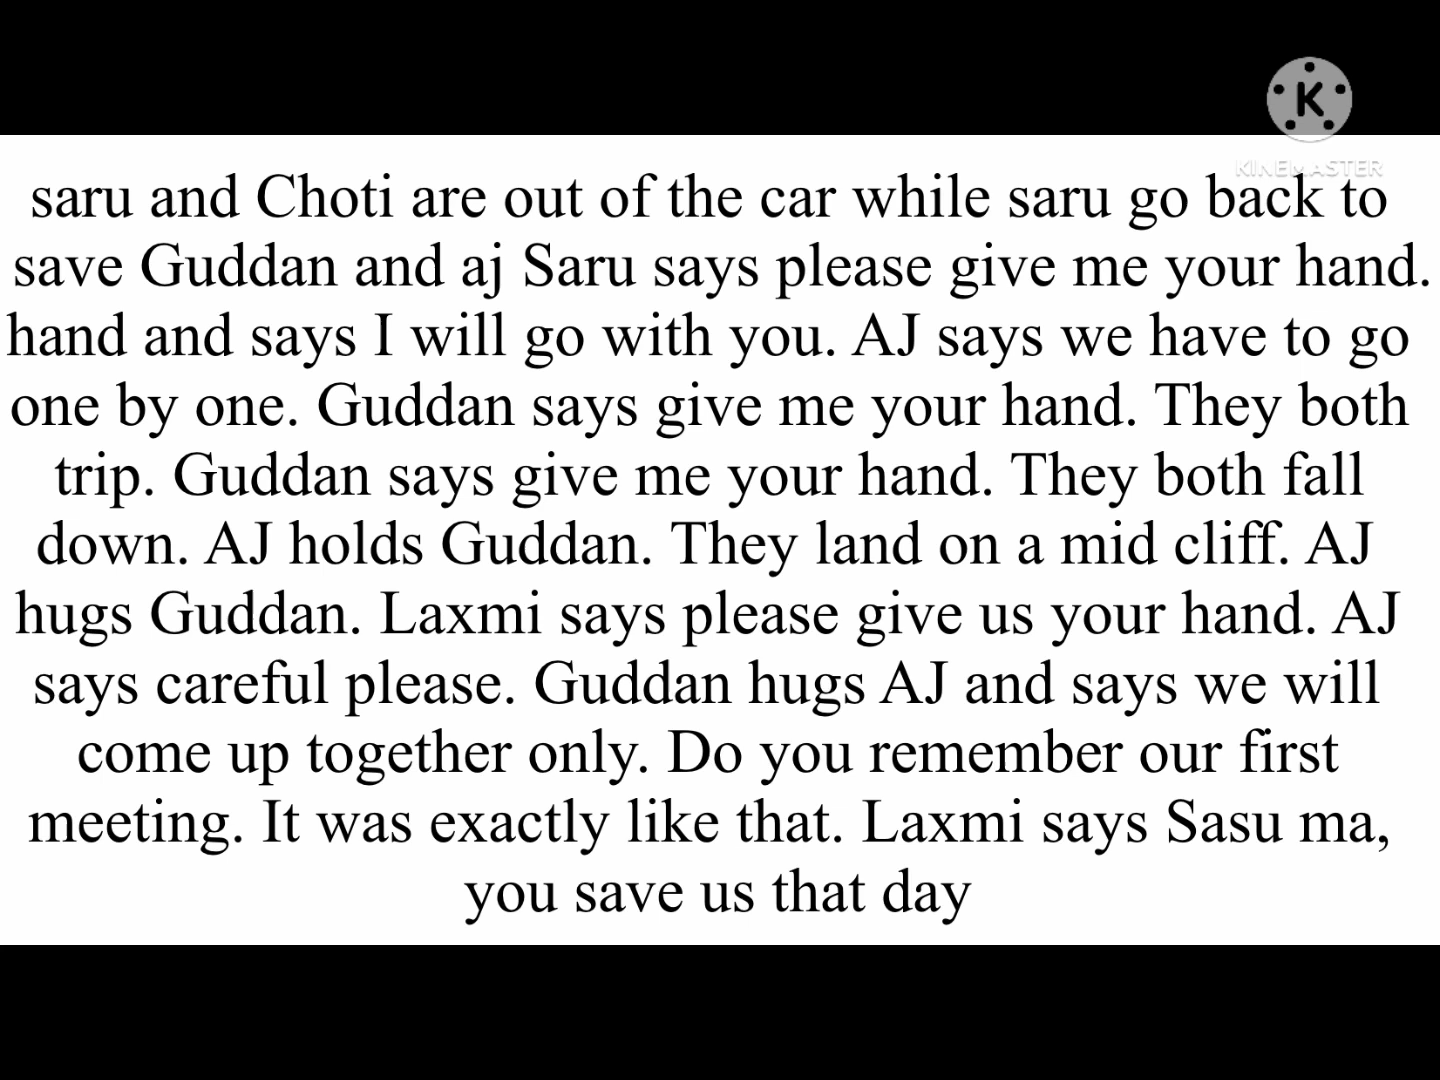 K
KINEMASTER
saru and Choti are out of the car while saru go back to
save Guddan and aj Saru says please give me your hand.
hand and says I will go with you. AJ says we have to go
one by one. Guddan says give me your hand. They both
trip. Guddan says give me your hand. They both fall
down. AJ holds Guddan. They land on a mid cliff. AJ
hugs Guddan. Laxmi says please give us your hand. AJ
says careful please. Guddan hugs AJ and says we will
come up together only. Do you remember our first
meeting. It was exactly like that. Laxmi says Sasu ma,
you save us that day